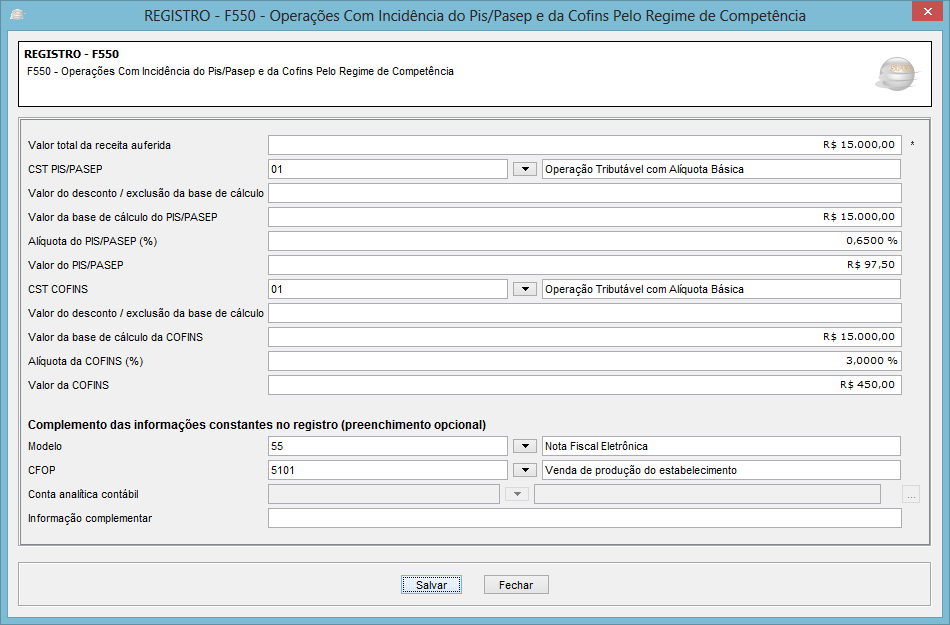 REGISTRO - F550 - Operações Com Incidência do Pis/Pasep e da Cofins Pelo Regime de Competência
REGISTRO - F550
F550 - Operações Com Incidência do Pis/Pasep e da Cofins Pelo Regime de Competência
Valor total da receita auferida R$ 15.000,00 *
CST PIS/PASEP 01 Operação Tributável com Alíquota Básica
Valor do desconto / exclusão da base de cálculo
Valor da base de cálculo do PIS/PASEP R$ 15.000,00
Alíquota do PIS/PASEP (%) 0,6500 %
Valor do PIS/PASEP R$ 97,50
CST COFINS 01 Operação Tributável com Alíquota Básica
Valor do desconto / exclusão da base de cálculo
Valor da base de cálculo da COFINS R$ 15.000,00
Alíquota da COFINS (%) 3,0000 %
Valor da COFINS R$ 450,00
Complemento das informações constantes no registro (preenchimento opcional)
Modelo 55 Nota Fiscal Eletrônica
CFOP 5101 Venda de produção do estabelecimento
Conta analítica contábil ...
Informação complementar
Salvar Fechar